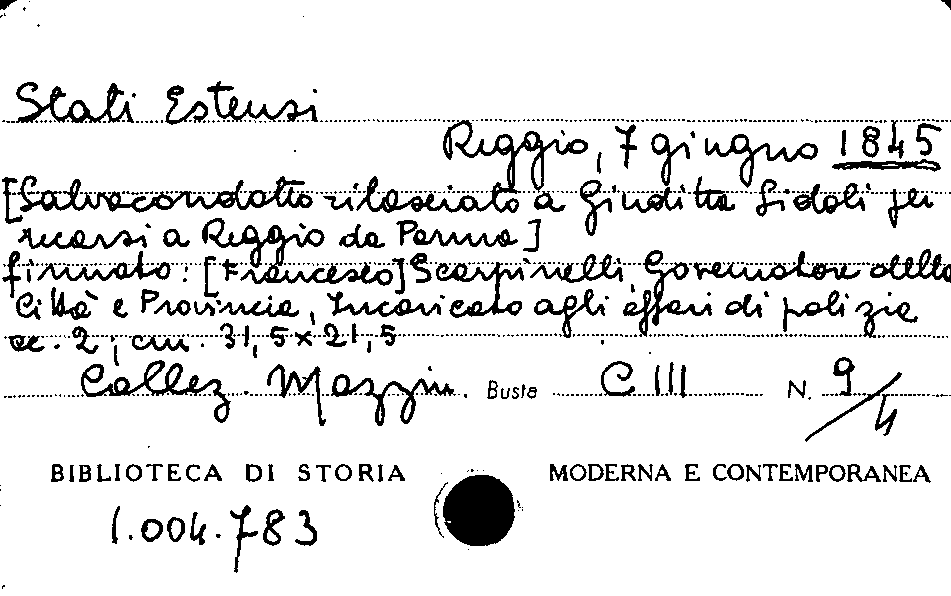 Stati Estensi
Reggio, 7 giugno 1845
[Salvacondotto rilasciato a Giuditta Sidoli per
recarsi a Reggio da Parma]
firmato: [Francesco] Scarpinelli, Governatore della
Città e Provincia, Incaricato agli affari di polizia
cc. 2; cm. 31,5 x 21,5
Collez. Mazzin. Busta C III N. 9/4
BIBLIOTECA DI STORIA MODERNA E CONTEMPORANEA
1.004.783